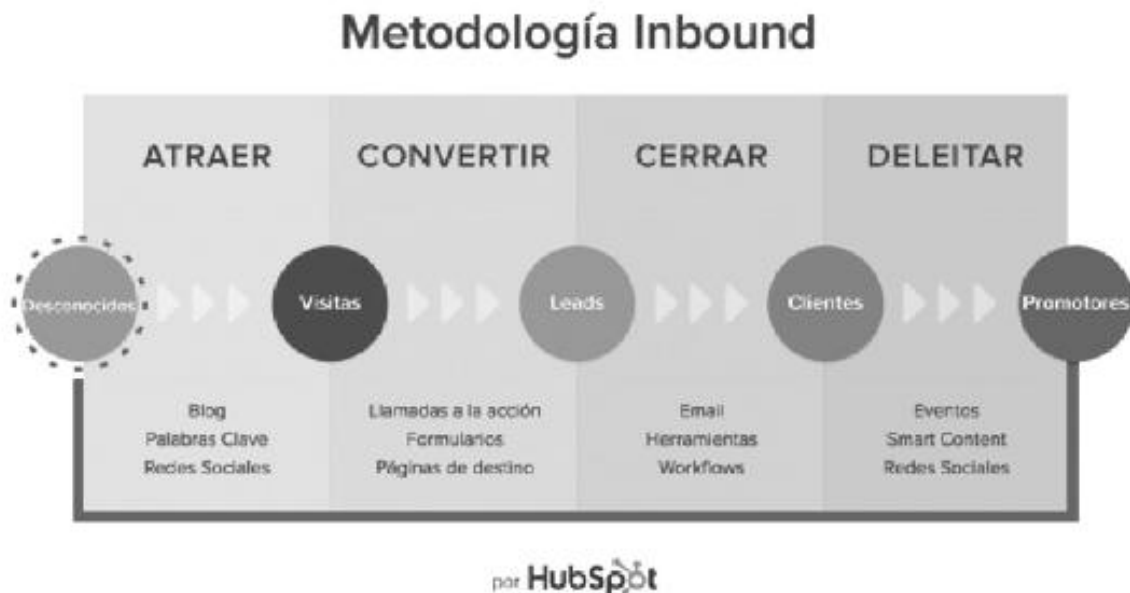 Metodología Inbound
ATRAER
CONVERTIR
CERRAR
DELEITAR
Desconocidos
Visitas
Leads
Clientes
Promotores
Blog
Palabras Clave
Redes Sociales
Llamadas a la acción
Formularios
Páginas de destino
Email
Herramientas
Workflows
Eventos
Smart Content
Redes Sociales
por HubSpot